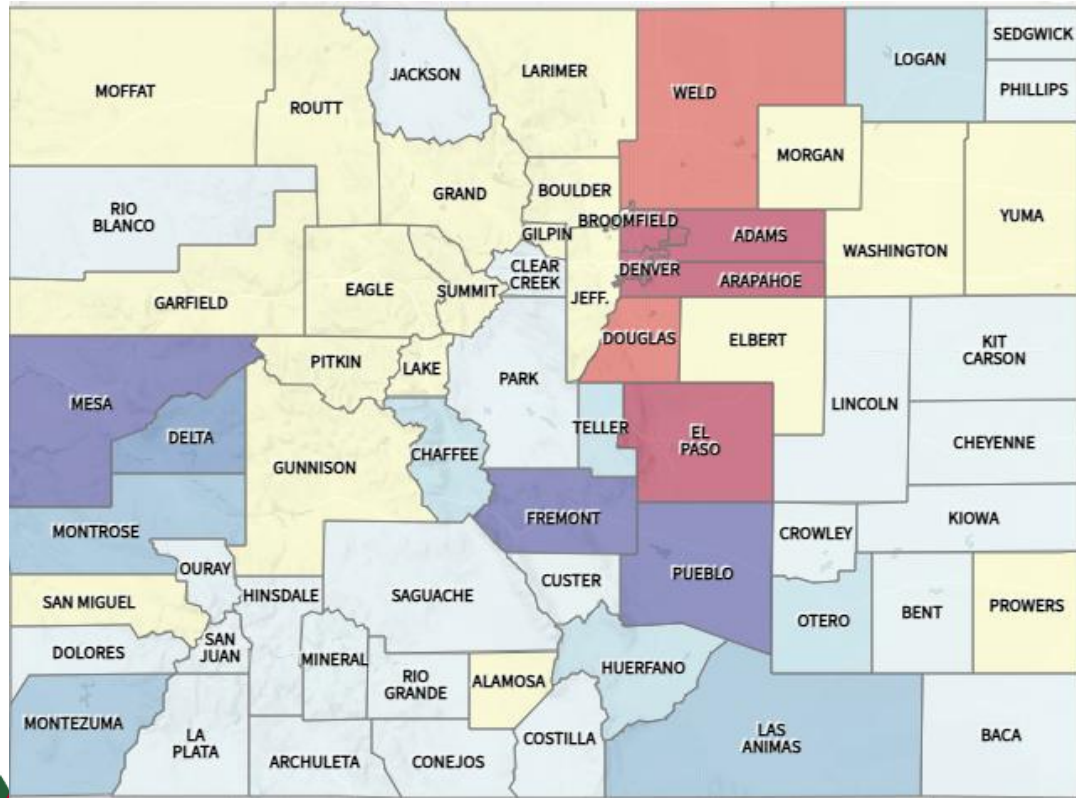 MOFFAT
ROUTT
JACKSON
LARIMER
WELD
LOGAN
SEDGWICK
PHILLIPS
MORGAN
RIO
BLANCO
GRAND
BOULDER
BROOMFIELD
GILPIN
ADAMS
WASHINGTON
YUMA
CLEAR
CREEK
DENVER
ARAPAHOE
GARFIELD
EAGLE
SUMMIT
JEFF.
DOUGLAS
ELBERT
KIT
CARSON
PITKIN
LAKE
PARK
LINCOLN
MESA
DELTA
GUNNISON
CHAFFEE
TELLER
EL
PASO
CHEYENNE
FREMONT
KIOWA
MONTROSE
CROWLEY
OURAY
PUEBLO
HINSDALE
SAGUACHE
CUSTER
SAN MIGUEL
OTERO
BENT
PROWERS
DOLORES
SAN
JUAN
MINERAL
RIO
GRANDE
ALAMOSA
HUERFANO
MONTEZUMA
LA
PLATA
ARCHULETA
CONEJOS
COSTILLA
LAS
ANIMAS
BACA